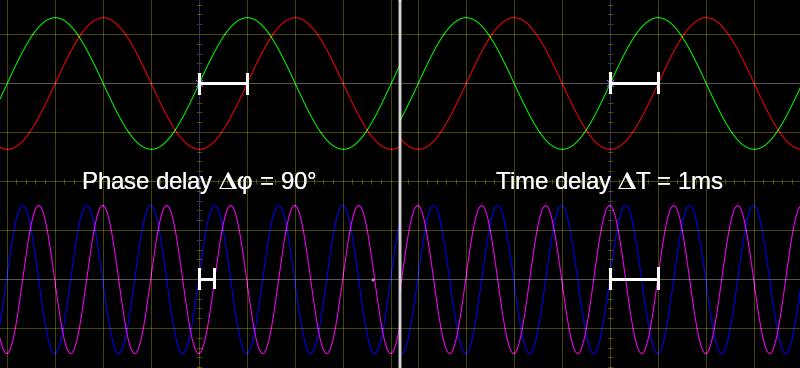 Phase delay Δφ = 90°
Time delay ΔT = 1ms